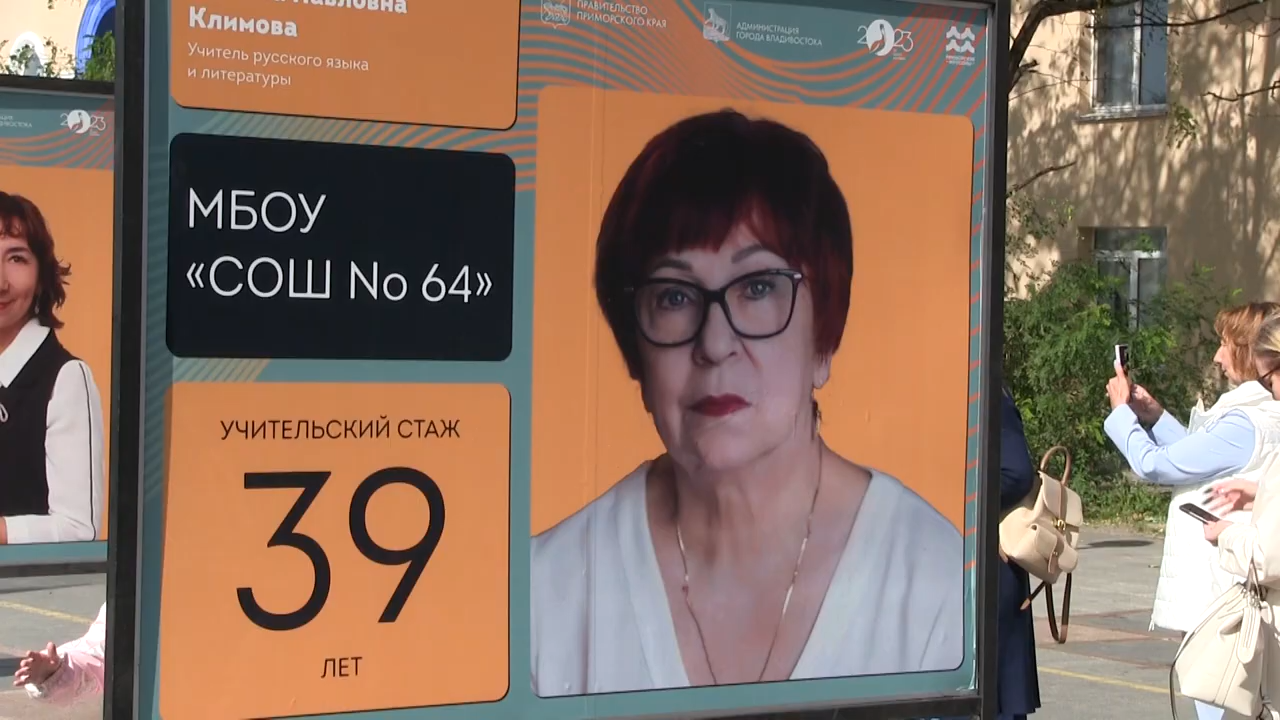 Павловна
Климова
Учитель русского языка
и литературы
МБОУ
«СОШ No 64»
УЧИТЕЛЬСКИЙ СТАЖ
39
ЛЕТ
ПРАВИТЕЛЬСТВО
ПРИМОРСКОГО КРАЯ
АДМИНИСТРАЦИЯ
ГОРОДА ВЛАДИВОСТОКА
2023